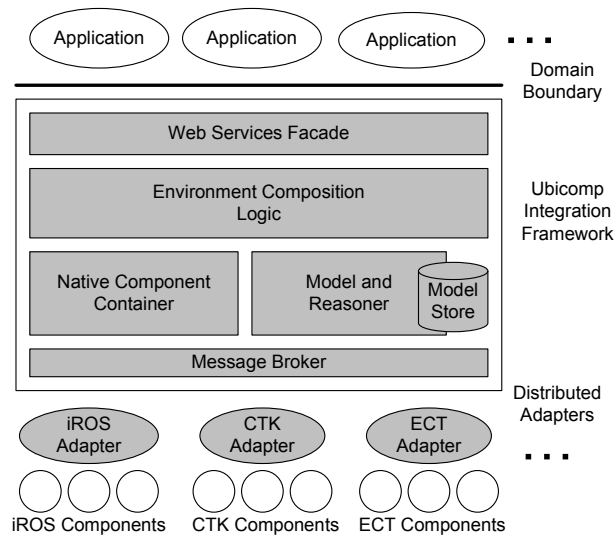 Application
Application
Application
Domain
Boundary
Web Services Facade
Environment Composition
Logic
Ubicomp
Integration
Framework
Native Component
Container
Model and
Reasoner
Model
Store
Message Broker
Distributed
Adapters
iROS
Adapter
CTK
Adapter
ECT
Adapter
iROS Components
CTK Components
ECT Components